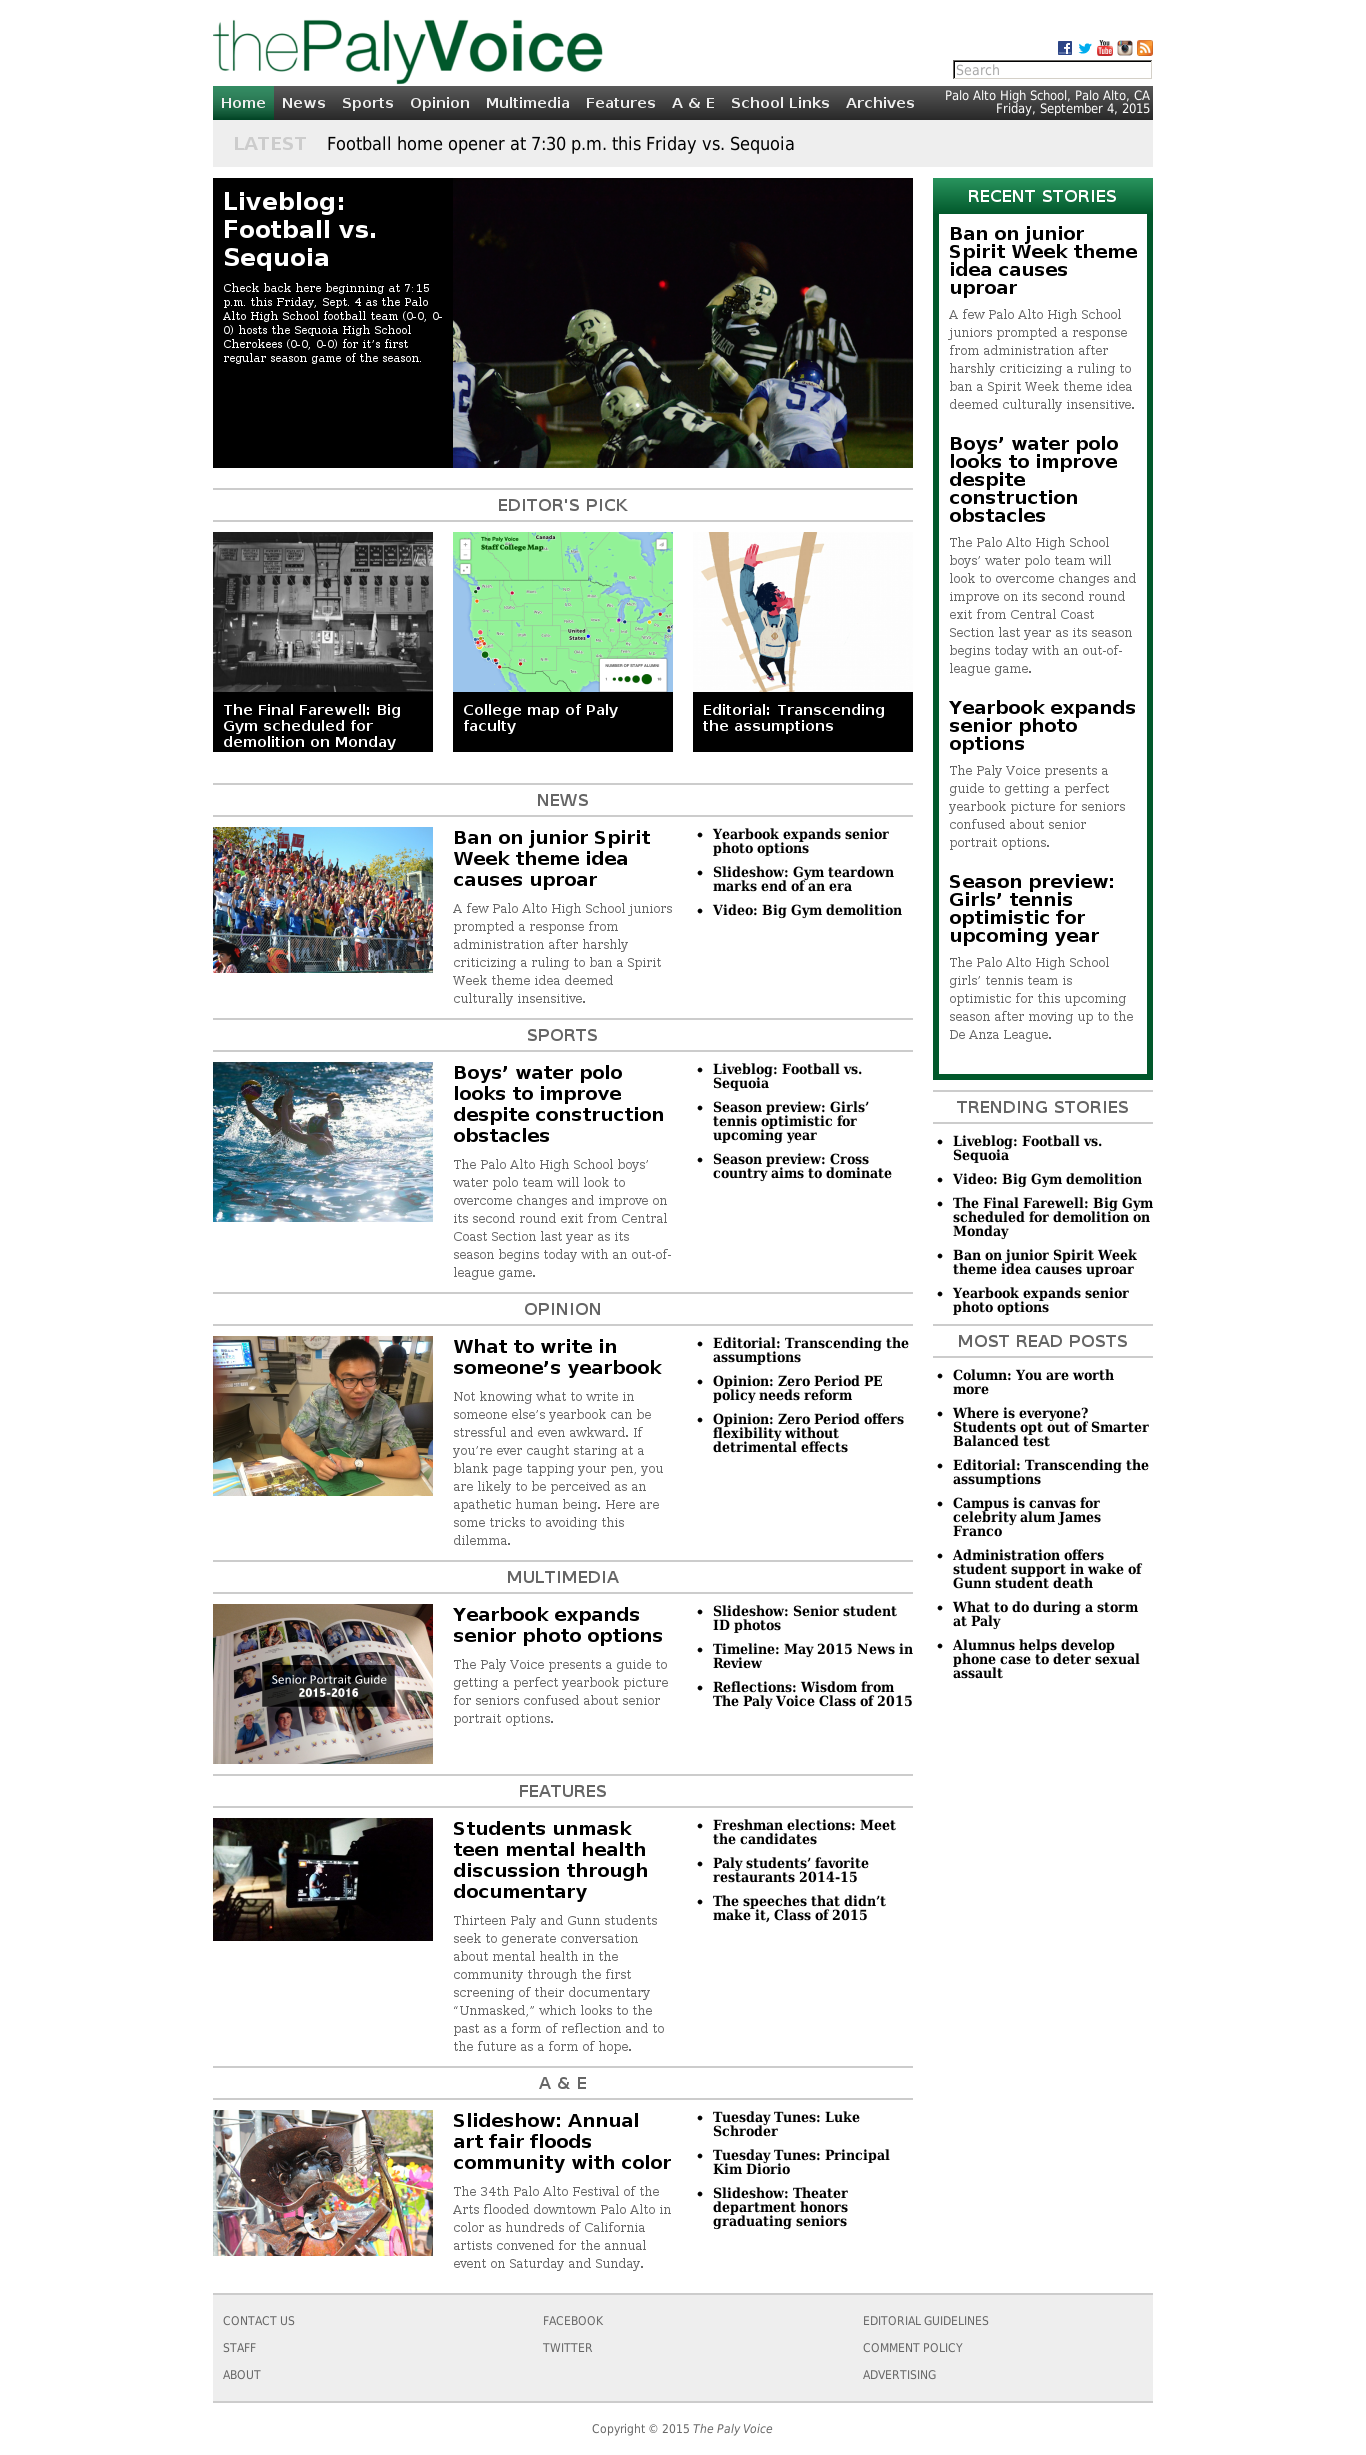 thePalyVoice
Search
Home News Sports Opinion Multimedia Features A & E School Links Archives
Palo Alto High School, Palo Alto, CA
Friday, September 4, 2015
LATEST Football home opener at 7:30 p.m. this Friday vs. Sequoia
Liveblog:
Football vs.
Sequoia
Check back here beginning at 7:15
p.m. this Friday, Sept. 4 as the Palo
Alto High School football team (0-0, 0-
0) hosts the Sequoia High School
Cherokees (0-0, 0-0) for it’s first
regular season game of the season.
EDITOR'S PICK
The Final Farewell: Big
Gym scheduled for
demolition on Monday
The Paly Voice
Staff College Map
Canada
United
States
NUMBER OF STAFF ALUMNI
College map of Paly
faculty
Editorial: Transcending
the assumptions
NEWS
Ban on junior Spirit
Week theme idea
causes uproar
A few Palo Alto High School juniors
prompted a response from
administration after harshly
criticizing a ruling to ban a Spirit
Week theme idea deemed
culturally insensitive.
• Yearbook expands senior
photo options
• Slideshow: Gym teardown
marks end of an era
• Video: Big Gym demolition
SPORTS
Boys’ water polo
looks to improve
despite construction
obstacles
The Palo Alto High School boys’
water polo team will look to
overcome changes and improve on
its second round exit from Central
Coast Section last year as its
season begins today with an out-of-
league game.
• Liveblog: Football vs.
Sequoia
• Season preview: Girls’
tennis optimistic for
upcoming year
• Season preview: Cross
country aims to dominate
OPINION
What to write in
someone’s yearbook
Not knowing what to write in
someone else’s yearbook can be
stressful and even awkward. If
you’re ever caught staring at a
blank page tapping your pen, you
are likely to be perceived as an
apathetic human being. Here are
some tricks to avoiding this
dilemma.
• Editorial: Transcending the
assumptions
• Opinion: Zero Period PE
policy needs reform
• Opinion: Zero Period offers
flexibility without
detrimental effects
MULTIMEDIA
Senior Portrait Guide
2015-2016
Yearbook expands
senior photo options
The Paly Voice presents a guide to
getting a perfect yearbook picture
for seniors confused about senior
portrait options.
• Slideshow: Senior student
ID photos
• Timeline: May 2015 News in
Review
• Reflections: Wisdom from
The Paly Voice Class of 2015
FEATURES
Students unmask
teen mental health
discussion through
documentary
Thirteen Paly and Gunn students
seek to generate conversation
about mental health in the
community through the first
screening of their documentary
“Unmasked,” which looks to the
past as a form of reflection and to
the future as a form of hope.
• Freshman elections: Meet
the candidates
• Paly students’ favorite
restaurants 2014-15
• The speeches that didn’t
make it, Class of 2015
A & E
Slideshow: Annual
art fair floods
community with color
The 34th Palo Alto Festival of the
Arts flooded downtown Palo Alto in
color as hundreds of California
artists convened for the annual
event on Saturday and Sunday.
• Tuesday Tunes: Luke
Schroder
• Tuesday Tunes: Principal
Kim Diorio
• Slideshow: Theater
department honors
graduating seniors
RECENT STORIES
Ban on junior
Spirit Week theme
idea causes
uproar
A few Palo Alto High School
juniors prompted a response
from administration after
harshly criticizing a ruling to
ban a Spirit Week theme idea
deemed culturally insensitive.
Boys’ water polo
looks to improve
despite
construction
obstacles
The Palo Alto High School
boys’ water polo team will
look to overcome changes and
improve on its second round
exit from Central Coast
Section last year as its season
begins today with an out-of-
league game.
Yearbook expands
senior photo
options
The Paly Voice presents a
guide to getting a perfect
yearbook picture for seniors
confused about senior
portrait options.
Season preview:
Girls’ tennis
optimistic for
upcoming year
The Palo Alto High School
girls’ tennis team is
optimistic for this upcoming
season after moving up to the
De Anza League.
TRENDING STORIES
• Liveblog: Football vs.
Sequoia
• Video: Big Gym demolition
• The Final Farewell: Big Gym
scheduled for demolition on
Monday
• Ban on junior Spirit Week
theme idea causes uproar
• Yearbook expands senior
photo options
MOST READ POSTS
• Column: You are worth
more
• Where is everyone?
Students opt out of Smarter
Balanced test
• Editorial: Transcending the
assumptions
• Campus is canvas for
celebrity alum James
Franco
• Administration offers
student support in wake of
Gunn student death
• What to do during a storm
at Paly
• Alumnus helps develop
phone case to deter sexual
assault
CONTACT US
STAFF
ABOUT
FACEBOOK
TWITTER
EDITORIAL GUIDELINES
COMMENT POLICY
ADVERTISING
Copyright © 2015 The Paly Voice